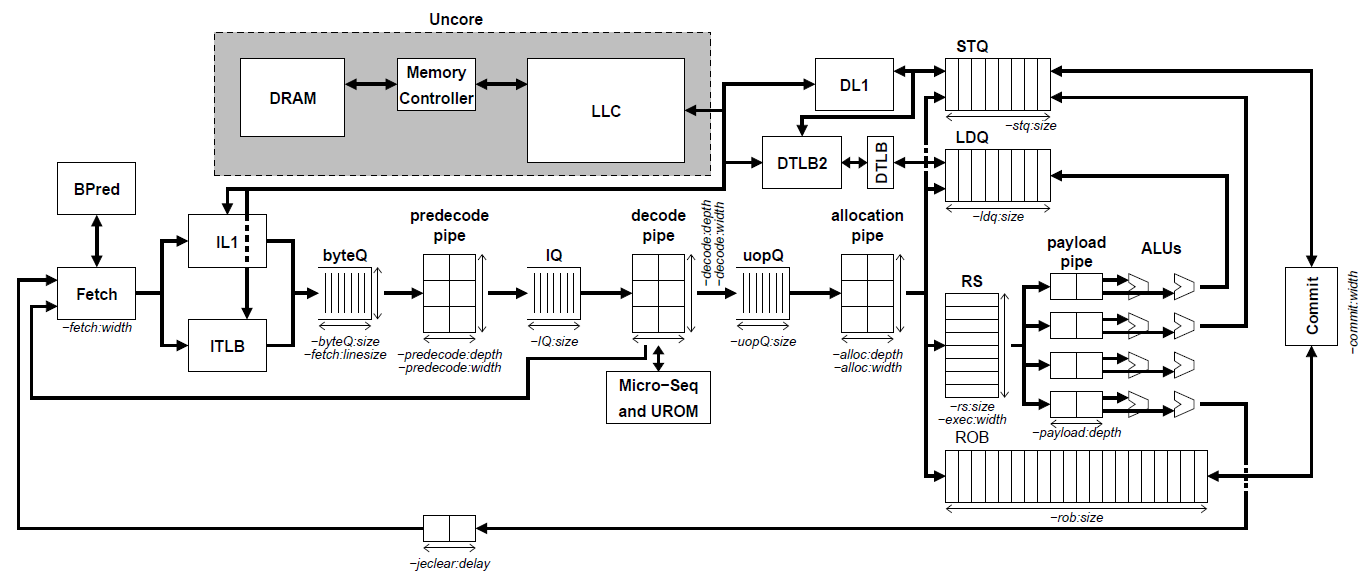 Uncore
DRAM
Memory
Controller
LLC
DL1
STQ
−stq:size
DTLB2
DTLB
LDQ
−ldq:size
BPred
Fetch
−fetch:width
IL1
ITLB
byteQ
−byteQ:size
−fetch:linesize
predecode
pipe
−predecode:depth
−predecode:width
IQ
−IQ:size
decode
pipe
−decode:depth
−decode:width
Micro−Seq
and UROM
uopQ
−uopQ:size
allocation
pipe
−alloc:depth
−alloc:width
RS
−rs:size
−exec:width
payload
pipe
−payload:depth
ALUs
Commit
−commit:width
ROB
−rob:size
−jeclear:delay